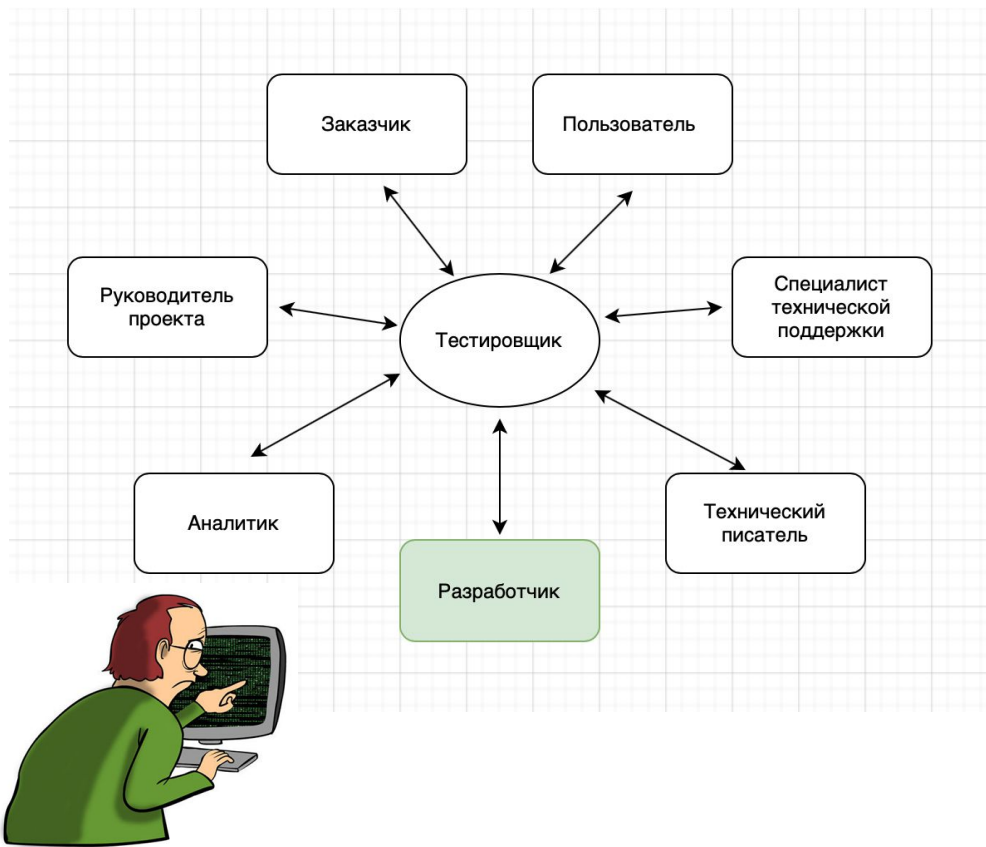 Заказчик
Пользователь
Руководитель
проекта
Специалист
технической
поддержки
Тестировщик
Аналитик
Технический
писатель
Разработчик